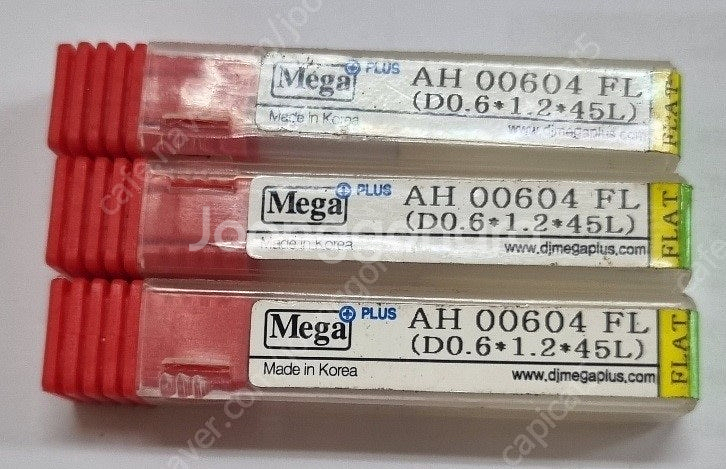 Mega PLUS AH 00604 FL
(D0.6*1.2*45L)
Made in Korea www.djmegaplus.com
FLAT
Mega PLUS AH 00604 FL
(D0.6*1.2*45L)
Made in Korea www.djmegaplus.com
FLAT
Mega PLUS AH 00604 FL
(D0.6*1.2*45L)
Made in Korea www.djmegaplus.com
FLAT
Joonggonara